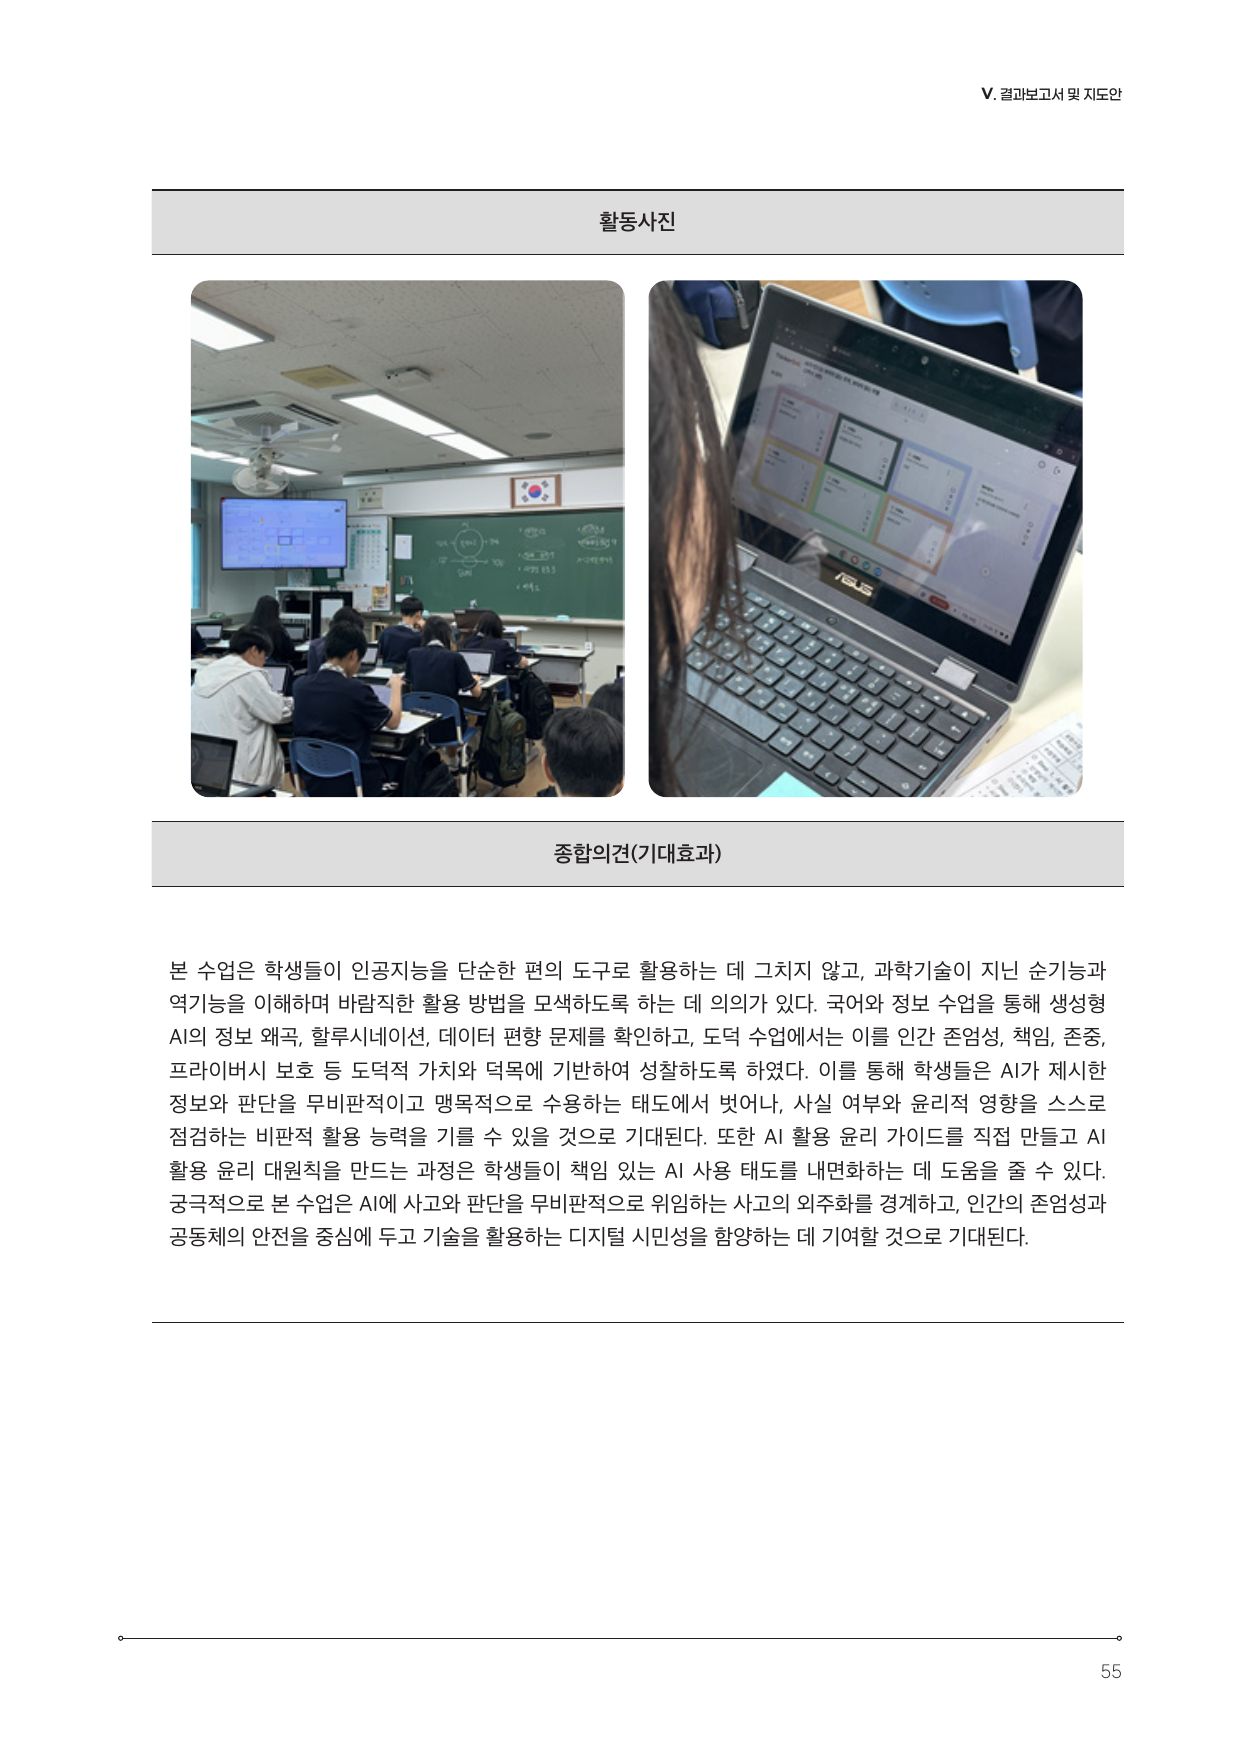 V. 결과보고서 및 지도안
활동사진
ASUS
종합의견(기대효과)
본 수업은 학생들이 인공지능을 단순한 편의 도구로 활용하는 데 그치지 않고, 과학기술이 지닌 순기능과
역기능을 이해하며 바람직한 활용 방법을 모색하도록 하는 데 의의가 있다. 국어와 정보 수업을 통해 생성형
AI의 정보 왜곡, 할루시네이션, 데이터 편향 문제를 확인하고, 도덕 수업에서는 이를 인간 존엄성, 책임, 존중,
프라이버시 보호 등 도덕적 가치와 덕목에 기반하여 성찰하도록 하였다. 이를 통해 학생들은 AI가 제시한
정보와 판단을 무비판적이고 맹목적으로 수용하는 태도에서 벗어나, 사실 여부와 윤리적 영향을 스스로
점검하는 비판적 활용 능력을 기를 수 있을 것으로 기대된다. 또한 AI 활용 윤리 가이드를 직접 만들고 AI
활용 윤리 대원칙을 만드는 과정은 학생들이 책임 있는 AI 사용 태도를 내면화하는 데 도움을 줄 수 있다.
궁극적으로 본 수업은 AI에 사고와 판단을 무비판적으로 위임하는 사고의 외주화를 경계하고, 인간의 존엄성과
공동체의 안전을 중심에 두고 기술을 활용하는 디지털 시민성을 함양하는 데 기여할 것으로 기대된다.
55